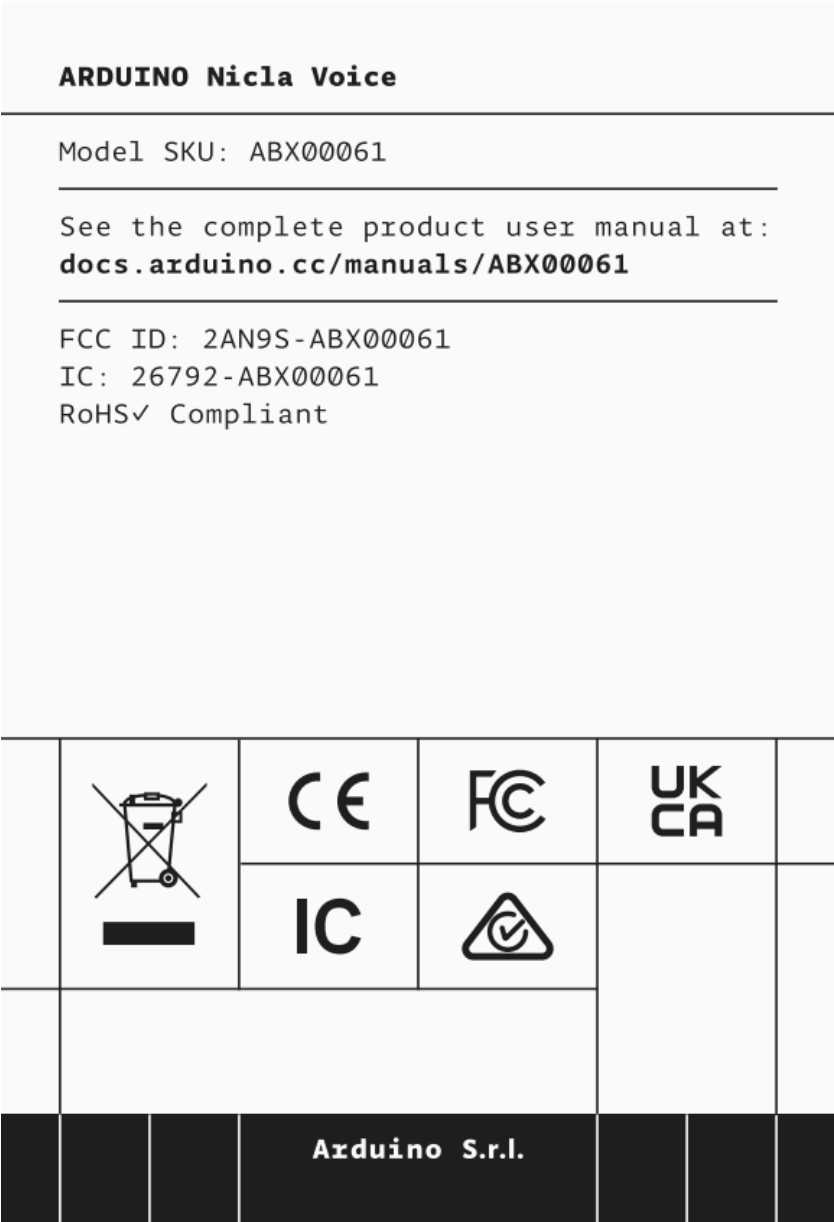 ARDUINO Nicla Voice
Model SKU: ABX00061
See the complete product user manual at:
docs.arduino.cc/manuals/ABX00061
FCC ID: 2AN9S-ABX00061
IC: 26792-ABX00061
RoHS✓ Compliant
CE
FC
UK
CA
IC
Arduino S.r.l.